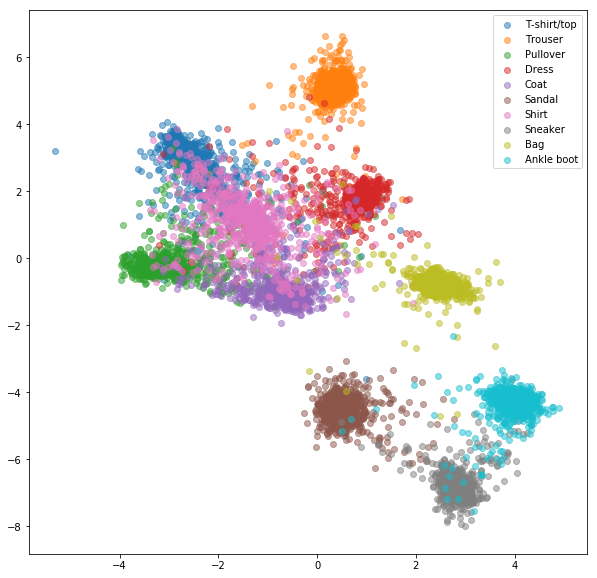 T-shirt/top
Trouser
Pullover
Dress
Coat
Sandal
Shirt
Sneaker
Bag
Ankle boot
6
4
2
0
−2
−4
−6
−8
−4 −2 0 2 4